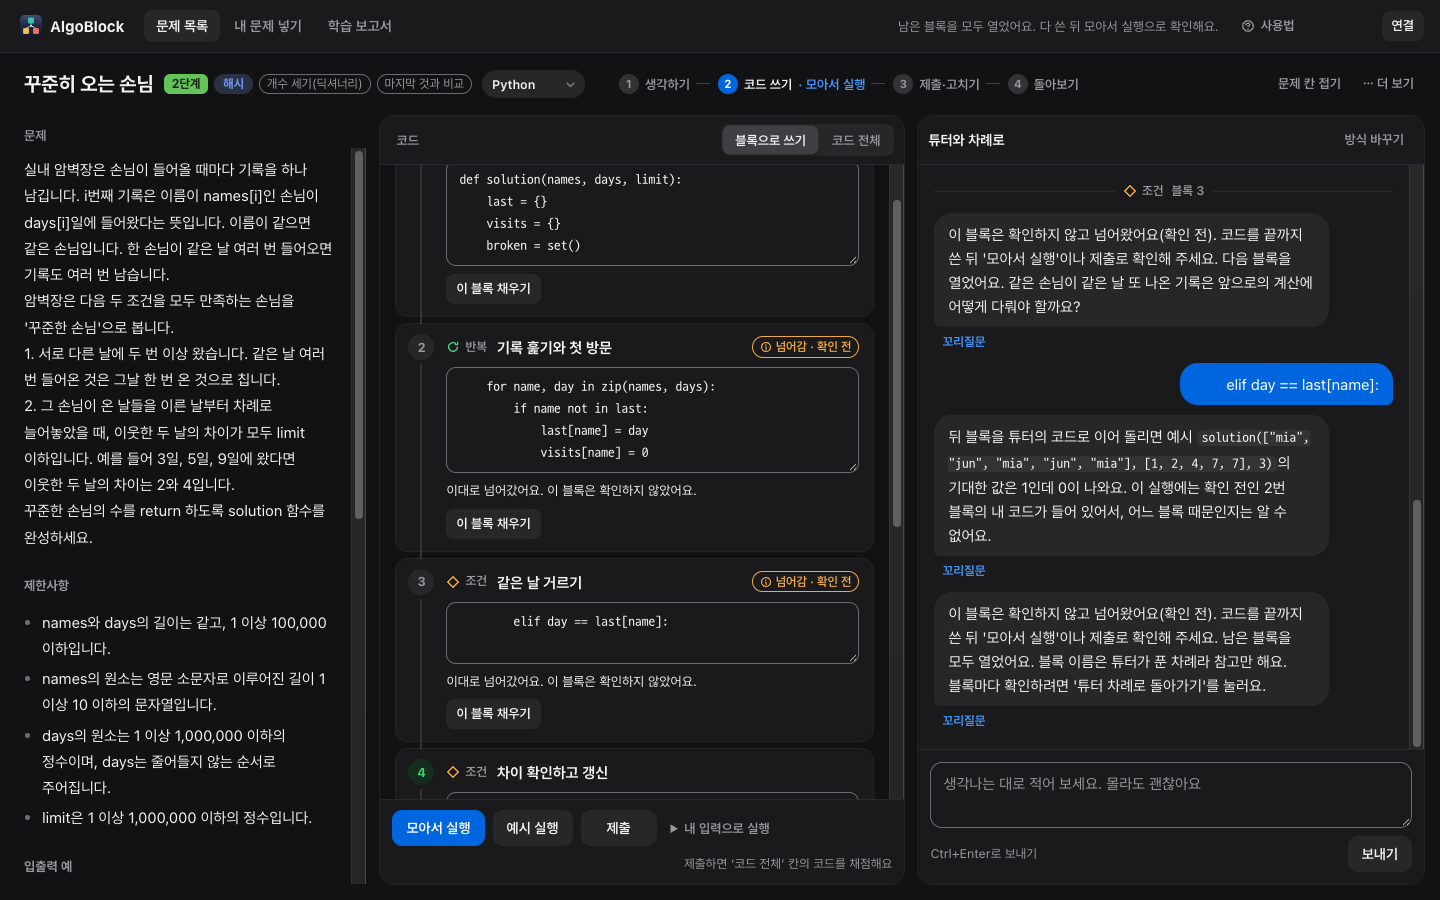 AlgoBlock
문제 목록
내 문제 넣기
학습 보고서
남은 블록을 모두 열었어요. 다 쓴 뒤 모아서 실행으로 확인해요.
사용법
연결
꾸준히 오는 손님
2단계
해시
개수 세기(딕셔너리)
마지막 것과 비교
Python
1 생각하기
2 코드 쓰기 · 모아서 실행
3 제출·고치기
4 돌아보기
문제 칸 접기
··· 더 보기
문제
실내 암벽장은 손님이 들어올 때마다 기록을 하나
남깁니다. i번째 기록은 이름이 names[i]인 손님이
days[i]일에 들어왔다는 뜻입니다. 이름이 같으면
같은 손님입니다. 한 손님이 같은 날 여러 번 들어오면
기록도 여러 번 남습니다.
암벽장은 다음 두 조건을 모두 만족하는 손님을
'꾸준한 손님'으로 봅니다.
1. 서로 다른 날에 두 번 이상 왔습니다. 같은 날 여러
번 들어온 것은 그날 한 번 온 것으로 칩니다.
2. 그 손님이 온 날들을 이른 날부터 차례로
늘어놓았을 때, 이웃한 두 날의 차이가 모두 limit
이하입니다. 예를 들어 3일, 5일, 9일에 왔다면
이웃한 두 날의 차이는 2와 4입니다.
꾸준한 손님의 수를 return 하도록 solution 함수를
완성하세요.
제한사항
names와 days의 길이는 같고, 1 이상 100,000
이하입니다.
names의 원소는 영문 소문자로 이루어진 길이 1
이상 10 이하의 문자열입니다.
days의 원소는 1 이상 1,000,000 이하의
정수이며, days는 줄어들지 않는 순서로
주어집니다.
limit은 1 이상 1,000,000 이하의 정수입니다.
입출력 예
코드
블록으로 쓰기
코드 전체
def solution(names, days, limit):
    last = {}
    visits = {}
    broken = set()
이 블록 채우기
2 반복 기록 훑기와 첫 방문
넘어감 · 확인 전
    for name, day in zip(names, days):
        if name not in last:
            last[name] = day
            visits[name] = 0
이대로 넘어갔어요. 이 블록은 확인하지 않았어요.
이 블록 채우기
3 조건 같은 날 거르기
넘어감 · 확인 전
        elif day == last[name]:
이대로 넘어갔어요. 이 블록은 확인하지 않았어요.
이 블록 채우기
4 조건 차이 확인하고 갱신
모아서 실행
예시 실행
제출
▶ 내 입력으로 실행
제출하면 '코드 전체' 칸의 코드를 채점해요
튜터와 차례로
방식 바꾸기
조건 블록 3
이 블록은 확인하지 않고 넘어왔어요(확인 전). 코드를 끝까지
쓴 뒤 '모아서 실행'이나 제출로 확인해 주세요. 다음 블록을
열었어요. 같은 손님이 같은 날 또 나온 기록은 앞으로의 계산에
어떻게 다뤄야 할까요?
꼬리질문
elif day == last[name]:
뒤 블록을 튜터의 코드로 이어 돌리면 예시 solution(["mia",
"jun", "mia", "jun", "mia"], [1, 2, 4, 7, 7], 3)의
기대한 값은 1인데 0이 나와요. 이 실행에는 확인 전인 2번
블록의 내 코드가 들어 있어서, 어느 블록 때문인지는 알 수
없어요.
꼬리질문
이 블록은 확인하지 않고 넘어왔어요(확인 전). 코드를 끝까지
쓴 뒤 '모아서 실행'이나 제출로 확인해 주세요. 남은 블록을
모두 열었어요. 블록 이름은 튜터가 푼 차례라 참고만 해요.
블록마다 확인하려면 '튜터 차례로 돌아가기'를 눌러요.
꼬리질문
생각나는 대로 적어 보세요. 몰라도 괜찮아요
Ctrl+Enter로 보내기
보내기